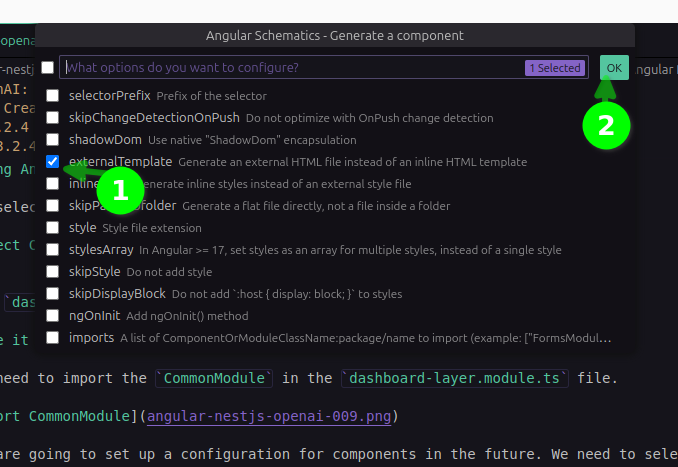 Angular Schematics - Generate a component
opena
What options do you want to configure?
1 Selected
OK
r-nestj
ngular
selectorPrefix Prefix of the selector
nAI:
skipChangeDetectionOnPush Do not optimize with OnPush change detection
Crea
shadowDom Use native "ShadowDom" encapsulation
.2.4
externalTemplate Generate an external HTML file instead of an inline HTML template
3.2.4
inline enerate inline styles instead of an external style file
ng An
skipPa folder Generate a flat file directly, not a file inside a folder
selec
style Style file extension
stylesArray In Angular >= 17, set styles as an array for multiple styles, instead of a single style
ect C
skipStyle Do not add style
skipDisplayBlock Do not add `:host { display: block; }` to styles
`das
ngOnInit Add ngOnInit() method
imports A list of ComponentOrModuleClassName:package/name to import (example: ["FormsModul...
e it
1
2
need to import the `CommonModule` in the `dashboard-layer.module.ts` file.
ort CommonModule](angular-nestjs-openai-009.png)
are going to set up a configuration for components in the future. We need to sele